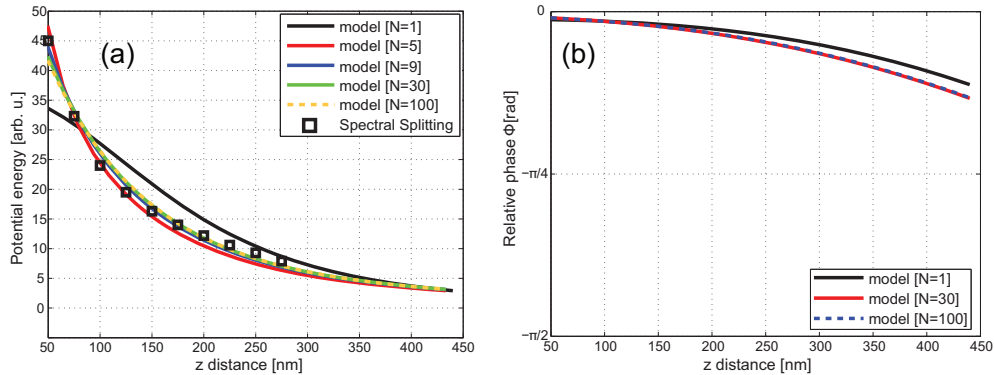 (a)
Potential energy [arb. u.]
50
45
40
35
30
25
20
15
10
5
0
50 100 150 200 250 300 350 400 450
z distance [nm]
model [N=1]
model [N=5]
model [N=9]
model [N=30]
model [N=100]
Spectral Splitting
(b)
Relative phase Φ[rad]
0
−π/4
−π/2
50 100 150 200 250 300 350 400 450
z distance [nm]
model [N=1]
model [N=30]
model [N=100]